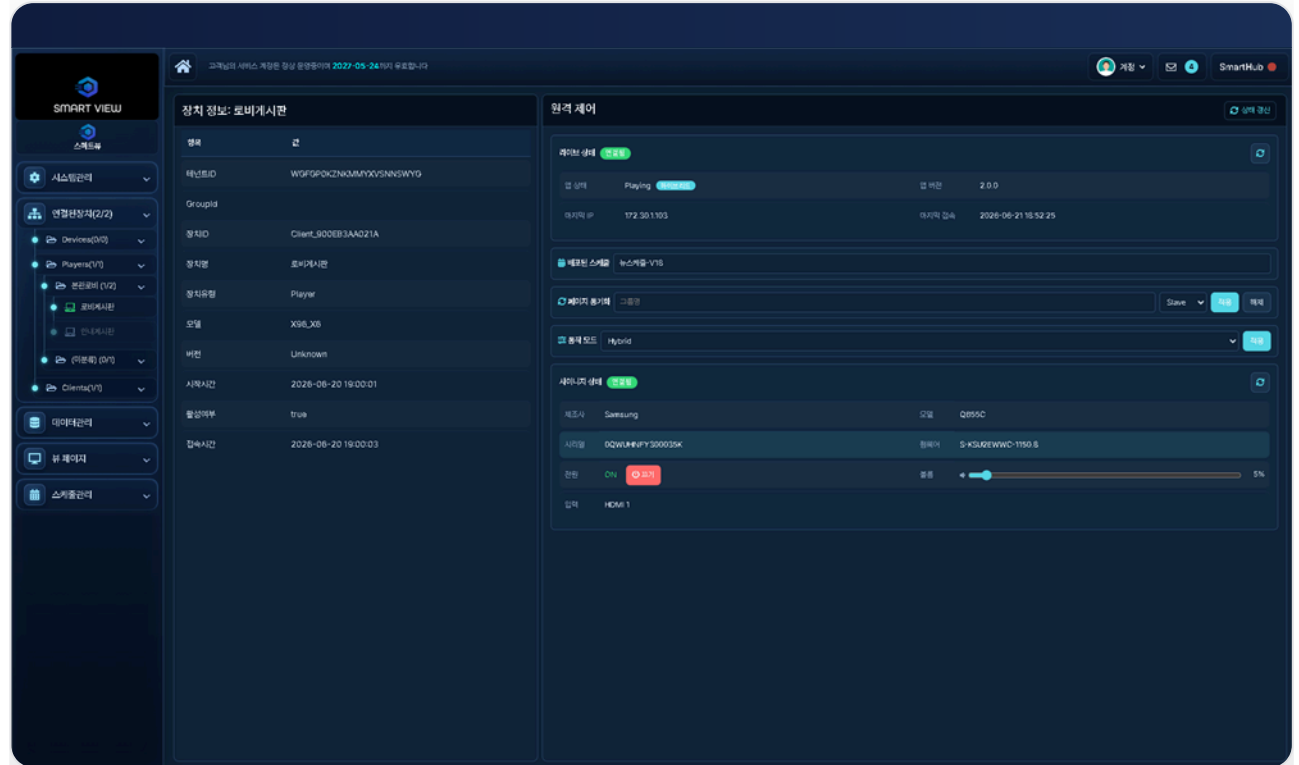 고객님의 서비스 계정은 정상 운영중이며 2027-05-24까지 유효합니다
계정
4
SmartHub
SMART VIEW
스마트뷰
시스템관리
연결된장치(2/2)
Devices(0/0)
Players(1/1)
본관로비 (1/2)
로비게시판
안내게시판
(미분류) (0/1)
Clients(1/1)
데이터관리
뷰 페이지
스케줄관리
장치 정보: 로비게시판
항목 값
테넌트ID
GroupId
장치ID Client_900EB3AA021A
장치명 로비게시판
장치유형 Player
모델 X98_X6
버전 Unknown
시작시간 2026-06-20 19:00:01
활성여부 true
접속시간 2026-06-20 19:00:03
원격 제어
상태 갱신
라이브 상태 연결됨
앱 상태 Playing 하이브리드 앱 버전 2.0.0
마지막 IP 172.30.1.103 마지막 접속 2026-06-21 16:52:25
배포된 스케줄 뉴스케줄-V16
페이지 동기화 그룹명 Slave 적용 해제
동작 모드 Hybrid 적용
사이니지 상태 연결됨
제조사 Samsung 모델 QB55C
시리얼 0QWUHNFY300035K 펌웨어 S-KSU2EWWC-1150.6
전원 ON 끄기 볼륨 5%
입력 HDMI 1